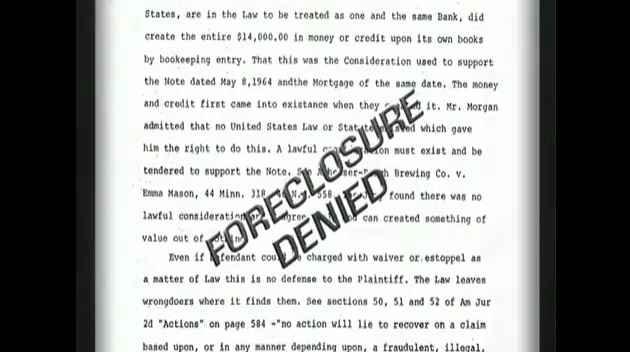 States, are in the Law to be treated as one and the same Bank, did
create the entire $14,000.00 in money or credit upon its own books
by bookeeping entry. That this was the Consideration used to support
the Note dated May 8,1964 andthe Mortgage of the same date. The money
and credit first came into existance when they it. Mr. Morgan
admitted that no United States Law or which gave
him the right to do this. A lawful must exist and be
tendered to support the Note. Brewing Co. v.
Emma Mason, 44 Minn. 558. found there was no
lawful consideration can created something of
value out of
FORECLOSURE
DENIED
Even if be charged with waiver or estoppel as
a matter of Law this is no defense to the Plaintiff. The Law leaves
wrongdoers where it finds then. See sections 50, 51 and 52 of Am Jur
2d "Actions" on page 584 -"no action will lie to recover on a claim
based upon, or in any manner depending upon, a fraudulent, illegal,